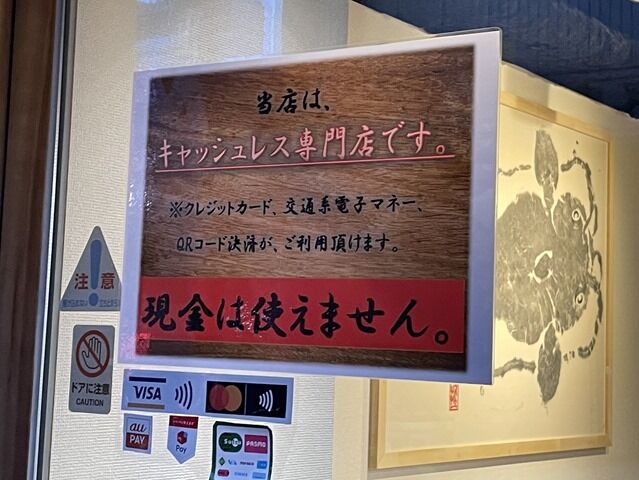 当店は、
キャッシュレス専門店です。
※クレジットカード、交通系電子マネー、
QRコード決済が、ご利用頂けます。
現金は使えません。
注意
ドアに注意
CAUTION
VISA
au
PAY
Pay
Suica PASMO